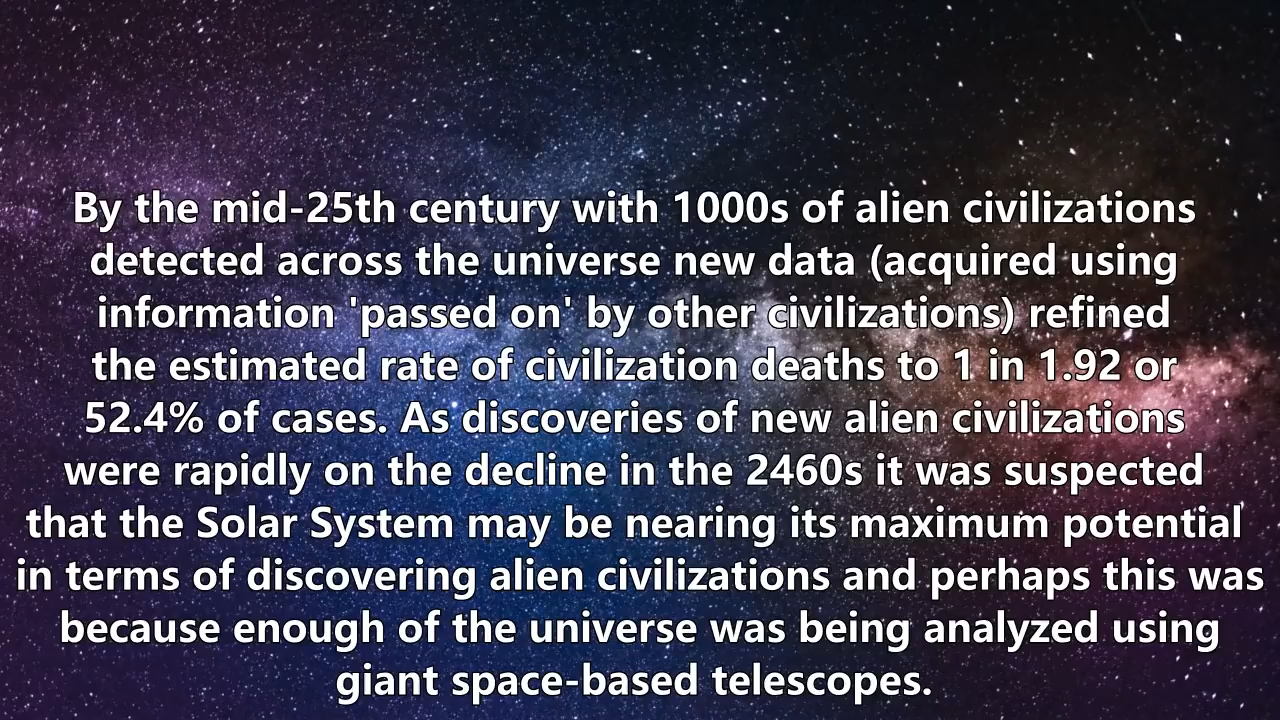 By the mid-25th century with 1000s of alien civilizations
detected across the universe new data (acquired using
information 'passed on' by other civilizations) refined
the estimated rate of civilization deaths to 1 in 1.92 or
52.4% of cases. As discoveries of new alien civilizations
were rapidly on the decline in the 2460s it was suspected
that the Solar System may be nearing its maximum potential
in terms of discovering alien civilizations and perhaps this was
because enough of the universe was being analyzed using
giant space-based telescopes.